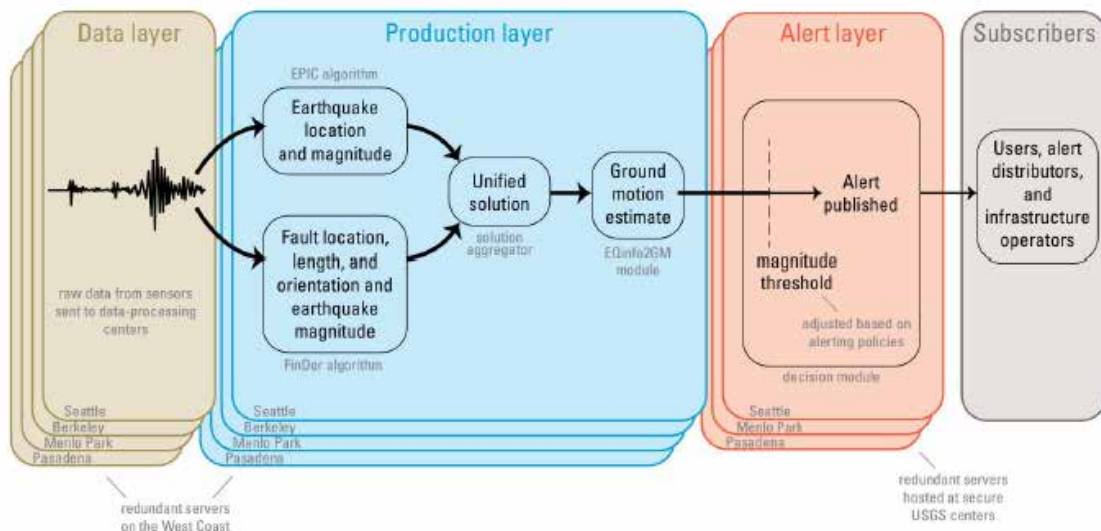 Data layer
raw data from sensors
sent to data-processing
centers
Seattle
Berkeley
Menlo Park
Pasadena
Production layer
EPIC algorithm
Earthquake
location
and magnitude
Fault location,
length, and
orientation and
earthquake
magnitude
FinDer algorithm
Unified
solution
solution
aggregator
Ground
motion
estimate
EQinfo2GM
module
Seattle
Berkeley
Menlo Park
Pasadena
redundant servers
on the West Coast
Alert layer
Alert
published
magnitude
threshold
adjusted based on
alerting policies
decision module
Seattle
Menlo Park
Pasadena
redundant servers
hosted at secure
USGS centers
Subscribers
Users, alert
distributors,
and
infrastructure
operators